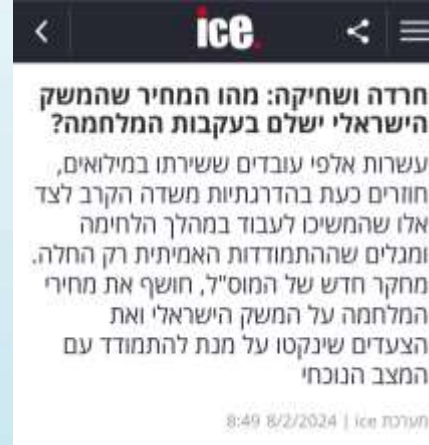 ice
חרדה ושחיקה: מהו המחיר שהמשק
הישראלי ישלם בעקבות המלחמה?
עשרות אלפי עובדים ששירתו במילואים,
חוזרים כעת בהדרגתיות משדה הקרב לצד
אלו שהמשיכו לעבוד במהלך הלחימה
ומגלים שההתמודדות האמיתית רק החלה.
מחקר חדש של המוס"ל, חושף את מחירי
המלחמה על המשק הישראלי ואת
הצעדים שינקטו על מנת להתמודד עם
המצב הנוכחי
מערכת ice | 8/2/2024 8:49